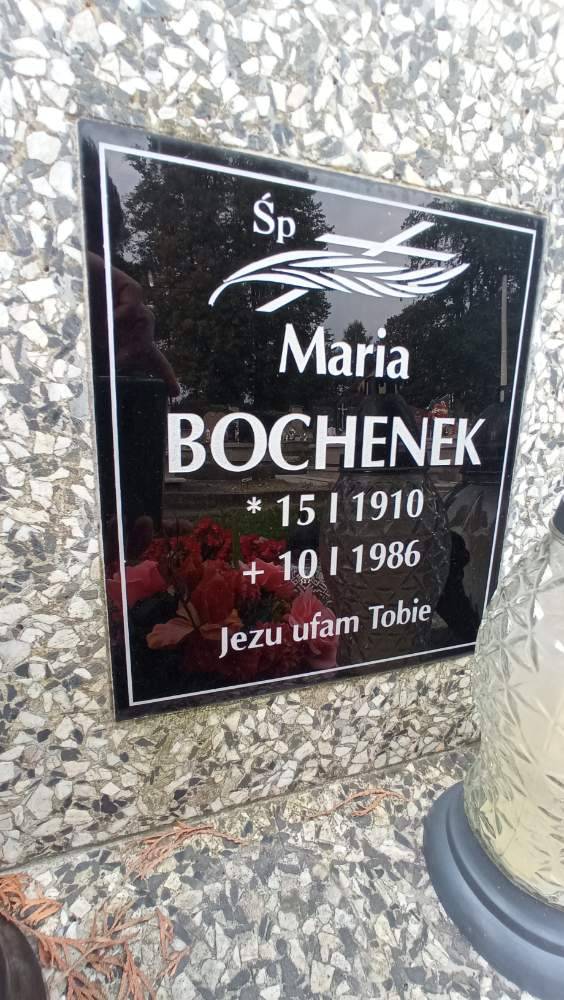 Śp
Maria
BOCHENEK
* 15 I 1910
+ 10 I 1986
Jezu ufam Tobie